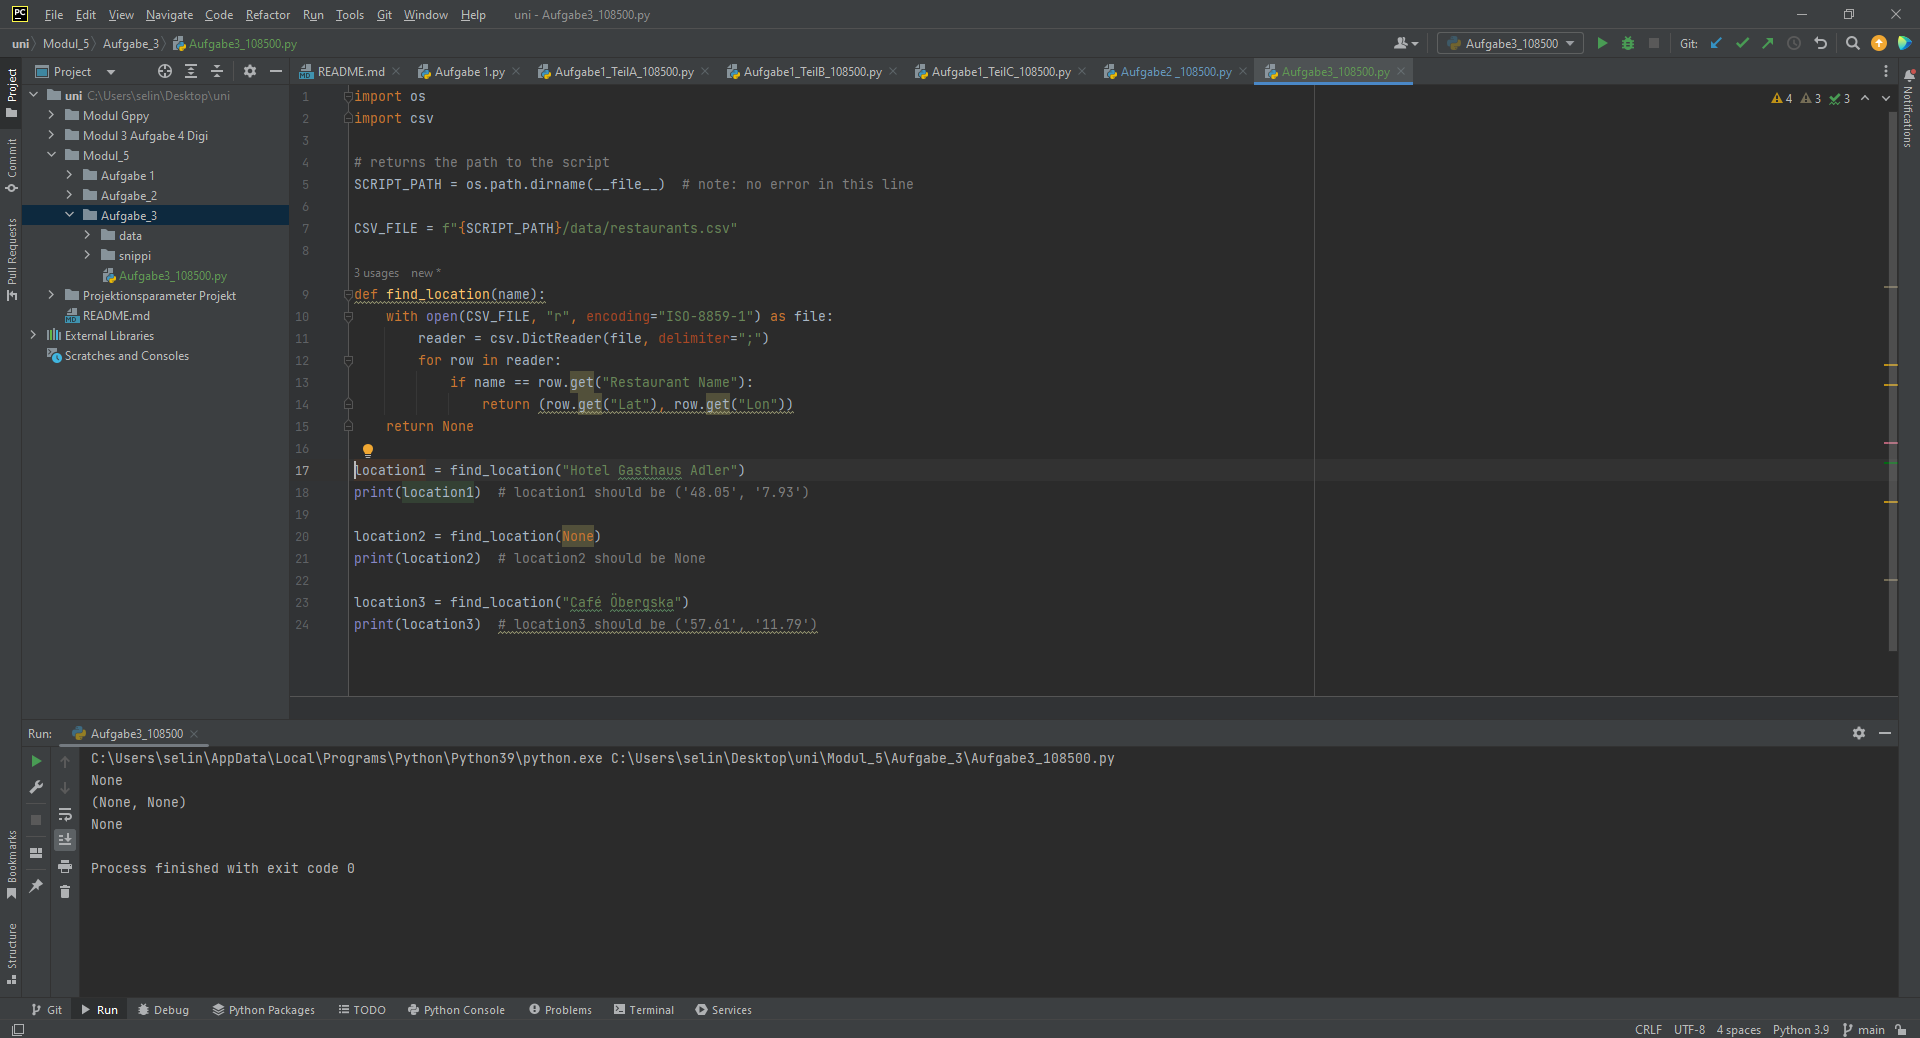 PC File Edit View Navigate Code Refactor Run Tools Git Window Help uni - Aufgabe3_108500.py
uni Modul_5 Aufgabe_3 Aufgabe3_108500.py Aufgabe3_108500 Git:
Project README.md Aufgabe 1.py Aufgabe1_TeilA_108500.py Aufgabe1_TeilB_108500.py Aufgabe1_TeilC_108500.py Aufgabe2 _108500.py Aufgabe3_108500.py
Project
Commit
Pull Requests
Bookmarks
Structure
Notifications
uni C:\Users\selin\Desktop\uni
Modul Gppy
Modul 3 Aufgabe 4 Digi
Modul_5
Aufgabe 1
Aufgabe_2
Aufgabe_3
data
snippi
Aufgabe3_108500.py
Projektionsparameter Projekt
README.md
External Libraries
Scratches and Consoles
4 3 3
1 import os
2 import csv
3
4 # returns the path to the script
5 SCRIPT_PATH = os.path.dirname(__file__)  # note: no error in this line
6
7 CSV_FILE = f"{SCRIPT_PATH}/data/restaurants.csv"
8
3 usages new *
9 def find_location(name):
10 with open(CSV_FILE, "r", encoding="ISO-8859-1") as file:
11 reader = csv.DictReader(file, delimiter=";")
12 for row in reader:
13 if name == row.get("Restaurant Name"):
14 return (row.get("Lat"), row.get("Lon"))
15 return None
16
17 location1 = find_location("Hotel Gasthaus Adler")
18 print(location1)  # location1 should be ('48.05', '7.93')
19
20 location2 = find_location(None)
21 print(location2)  # location2 should be None
22
23 location3 = find_location("Café Öbergska")
24 print(location3)  # location3 should be ('57.61', '11.79')
Run: Aufgabe3_108500
C:\Users\selin\AppData\Local\Programs\Python\Python39\python.exe C:\Users\selin\Desktop\uni\Modul_5\Aufgabe_3\Aufgabe3_108500.py
None
(None, None)
None
Process finished with exit code 0
Git Run Debug Python Packages TODO Python Console Problems Terminal Services
CRLF UTF-8 4 spaces Python 3.9 main